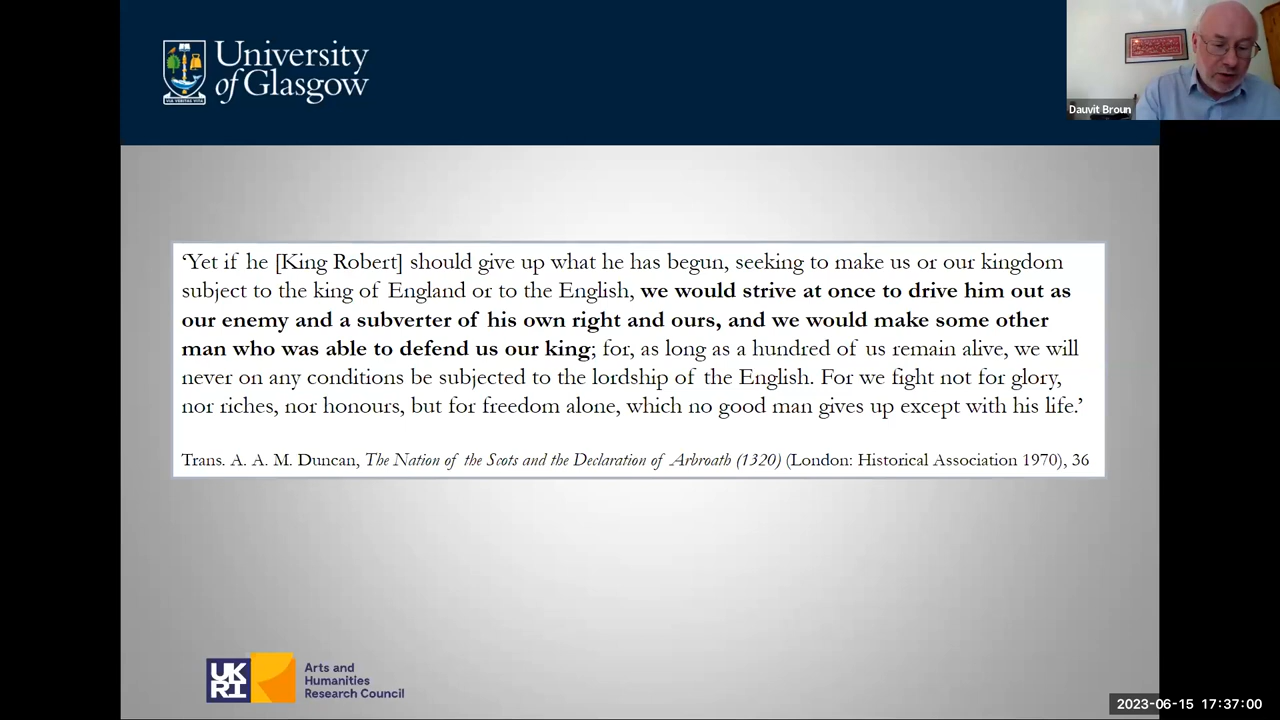 University
of Glasgow
VIA VERITAS VITA
Dauvit Broun
‘Yet if he [King Robert] should give up what he has begun, seeking to make us or our kingdom
subject to the king of England or to the English, we would strive at once to drive him out as
our enemy and a subverter of his own right and ours, and we would make some other
man who was able to defend us our king; for, as long as a hundred of us remain alive, we will
never on any conditions be subjected to the lordship of the English. For we fight not for glory,
nor riches, nor honours, but for freedom alone, which no good man gives up except with his life.’
Trans. A. A. M. Duncan, The Nation of the Scots and the Declaration of Arbroath (1320) (London: Historical Association 1970), 36
UK
RI
Arts and
Humanities
Research Council
2023-06-15 17:37:00